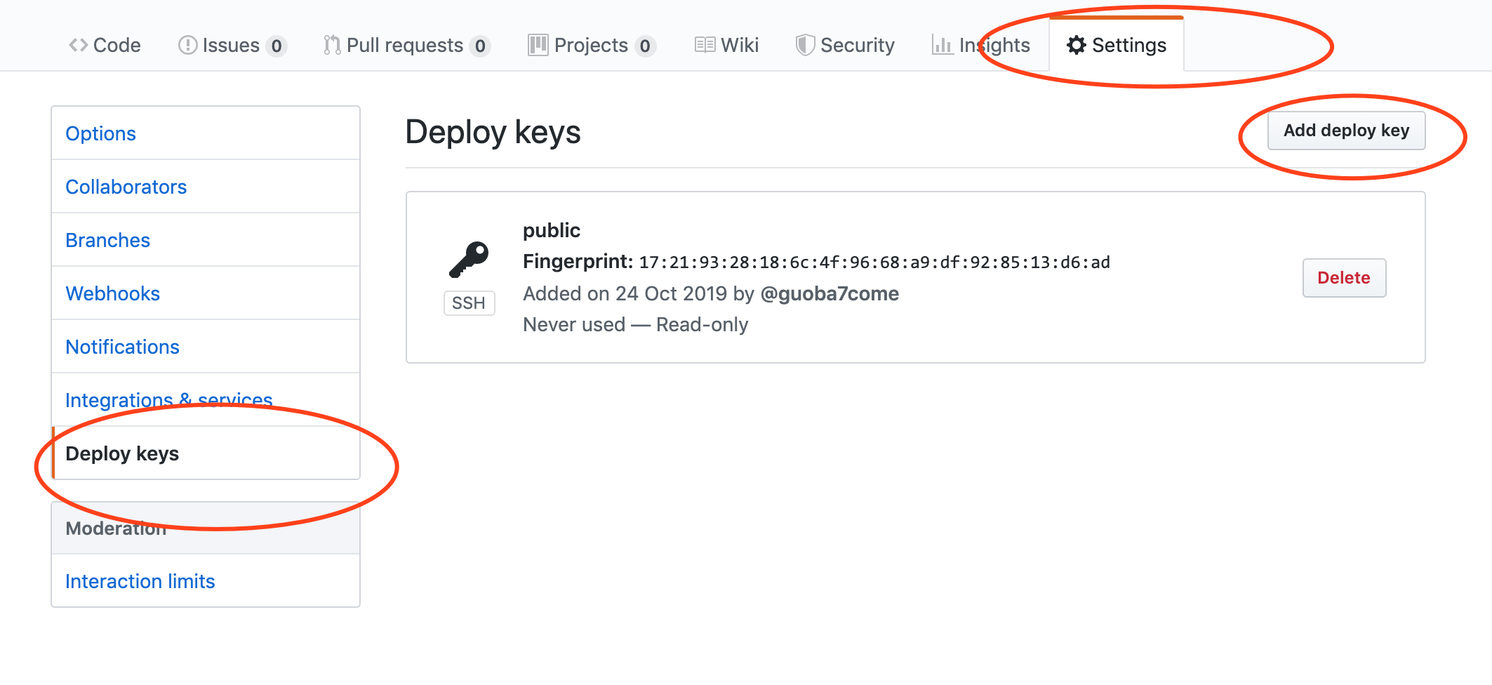 Code Issues 0 Pull requests 0 Projects 0 Wiki Security Insights Settings
Options
Collaborators
Branches
Webhooks
Notifications
Integrations & services
Deploy keys
Moderation
Interaction limits
Deploy keys
Add deploy key
SSH
public
Fingerprint: 17:21:93:28:18:6c:4f:96:68:a9:df:92:85:13:d6:ad
Added on 24 Oct 2019 by @guoba7come
Never used — Read-only
Delete